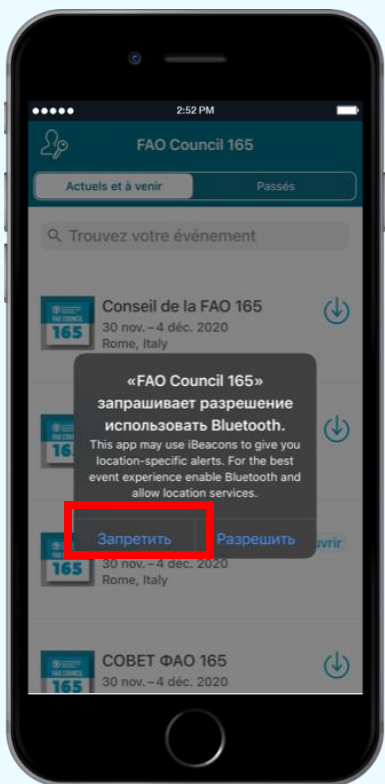 2:52 PM
FAO Council 165
Actuels et à venir
Passés
Trouvez votre événement
Conseil de la FAO 165
30 nov. – 4 déc. 2020
Rome, Italy
165
«FAO Council 165»
запрашивает разрешение
использовать Bluetooth.
This app may use iBeacons to give you
location-specific alerts. For the best
event experience enable Bluetooth and
allow location services.
Запретить
Разрешить
165
30 nov. – 4 déc. 2020
Rome, Italy
СОВЕТ ФАО 165
30 nov. – 4 déc. 2020
165